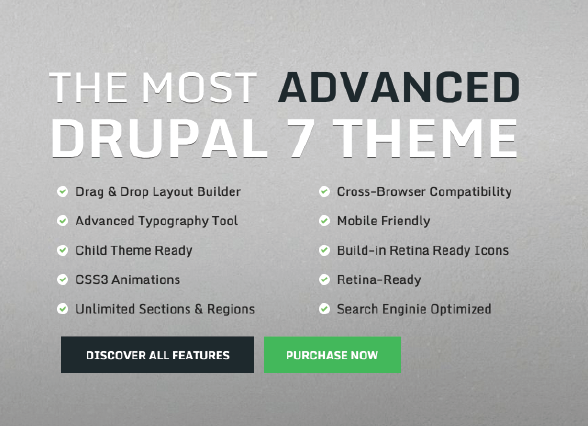 THE MOST ADVANCED
DRUPAL 7 THEME
Drag & Drop Layout Builder
Advanced Typography Tool
Child Theme Ready
CSS3 Animations
Unlimited Sections & Regions
Cross-Browser Compatibility
Mobile Friendly
Build-in Retina Ready Icons
Retina-Ready
Search Enginie Optimized
DISCOVER ALL FEATURES
PURCHASE NOW